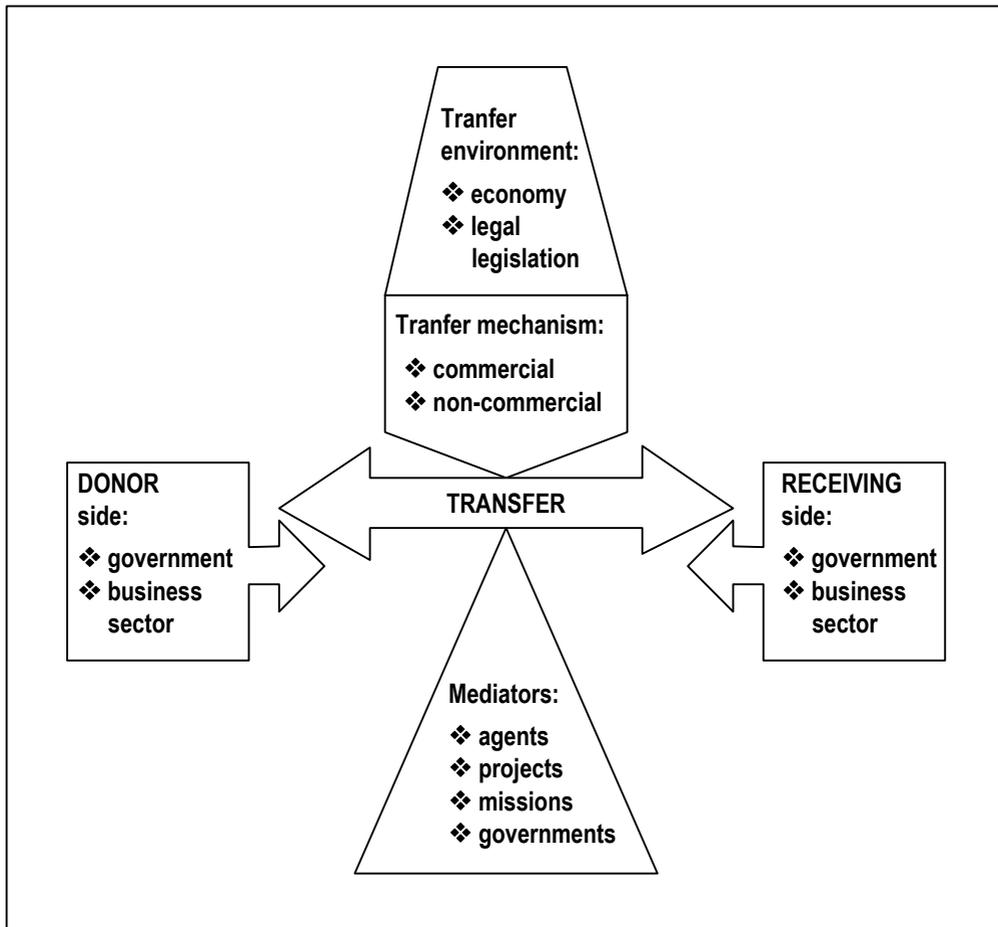 Tranfer
environment:
❖ economy
❖ legal
legislation
Tranfer mechanism:
❖ commercial
❖ non-commercial
DONOR
side:
❖ government
❖ business
sector
TRANSFER
RECEIVING
side:
❖ government
❖ business
sector
Mediators:
❖ agents
❖ projects
❖ missions
❖ governments